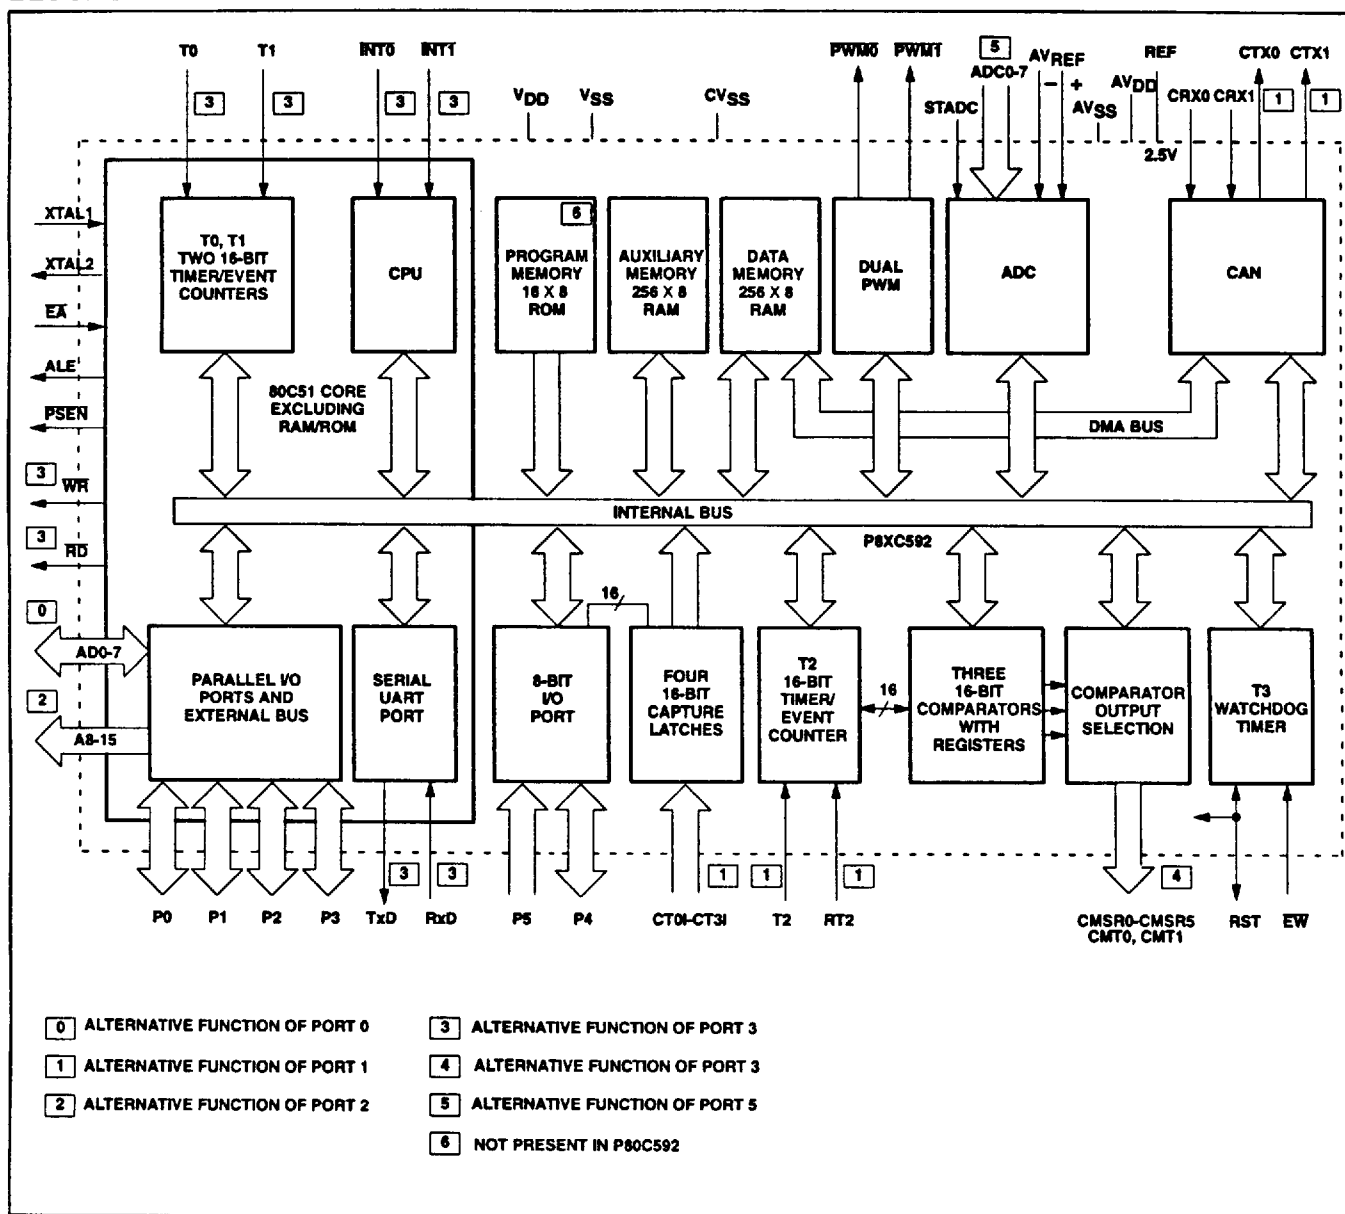 T0 T1 INT0 INT1 PWM0 PWM1 5 AVREF REF CTX0 CTX1
ADC0-7 - +
3 3 3 3 VDD VSS CVSS STADC AVSS AVDD CRX0 CRX1 1 1
2.5V
XTAL1
XTAL2
EA
ALE
PSEN
3 WR
3 RD
0
AD0-7
2
A8-15
T0, T1
TWO 16-BIT
TIMER/EVENT
COUNTERS
CPU
6
PROGRAM
MEMORY
16 X 8
ROM
AUXILIARY
MEMORY
256 X 8
RAM
DATA
MEMORY
256 X 8
RAM
DUAL
PWM
ADC
CAN
80C51 CORE
EXCLUDING
RAM/ROM
DMA BUS
INTERNAL BUS
P8XC592
PARALLEL I/O
PORTS AND
EXTERNAL BUS
SERIAL
UART
PORT
8-BIT
I/O
PORT
16
FOUR
16-BIT
CAPTURE
LATCHES
T2
16-BIT
TIMER/
EVENT
COUNTER
16
THREE
16-BIT
COMPARATORS
WITH
REGISTERS
COMPARATOR
OUTPUT
SELECTION
T3
WATCHDOG
TIMER
3 3 1 1 1 4
P0 P1 P2 P3 TxD RxD P5 P4 CT0I-CT3I T2 RT2 CMSR0-CMSR5 RST EW
CMT0, CMT1
0 ALTERNATIVE FUNCTION OF PORT 0
1 ALTERNATIVE FUNCTION OF PORT 1
2 ALTERNATIVE FUNCTION OF PORT 2
3 ALTERNATIVE FUNCTION OF PORT 3
4 ALTERNATIVE FUNCTION OF PORT 3
5 ALTERNATIVE FUNCTION OF PORT 5
6 NOT PRESENT IN P80C592